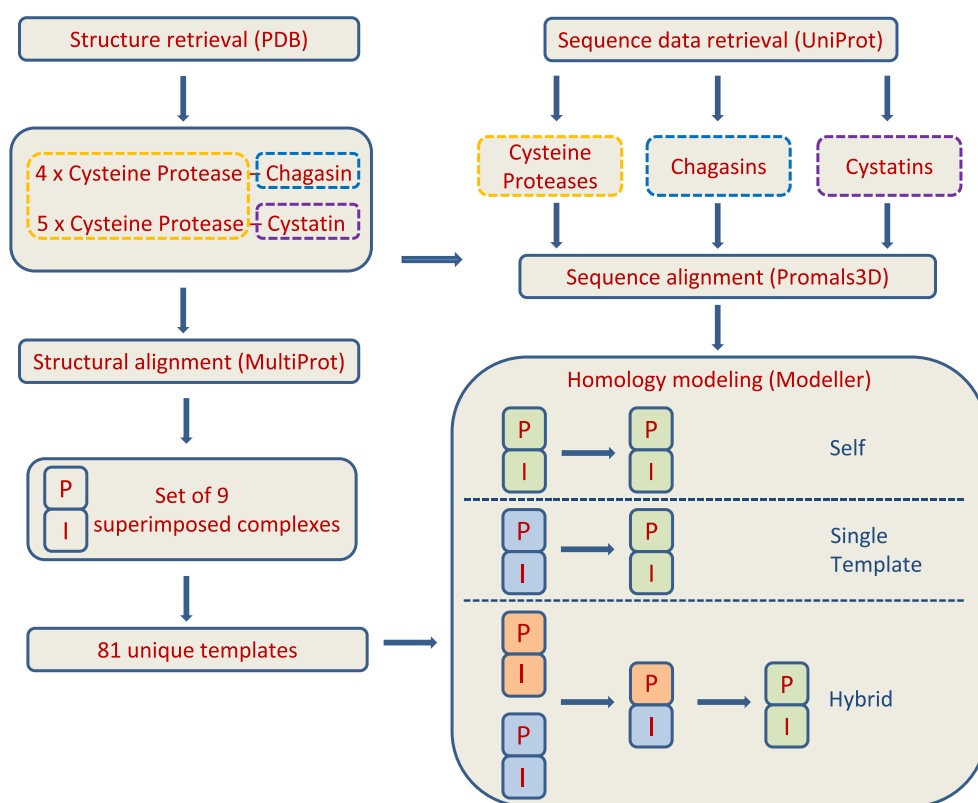 Structure retrieval (PDB)
4 x Cysteine Protease – Chagasin
5 x Cysteine Protease – Cystatin
Structural alignment (MultiProt)
P
I
Set of 9
superimposed complexes
81 unique templates
Sequence data retrieval (UniProt)
Cysteine
Proteases
Chagasins
Cystatins
Sequence alignment (Promals3D)
Homology modeling (Modeller)
P P
I I
Self
P P
I I
Single
Template
P
I
P
I
P
I
P
I
Hybrid